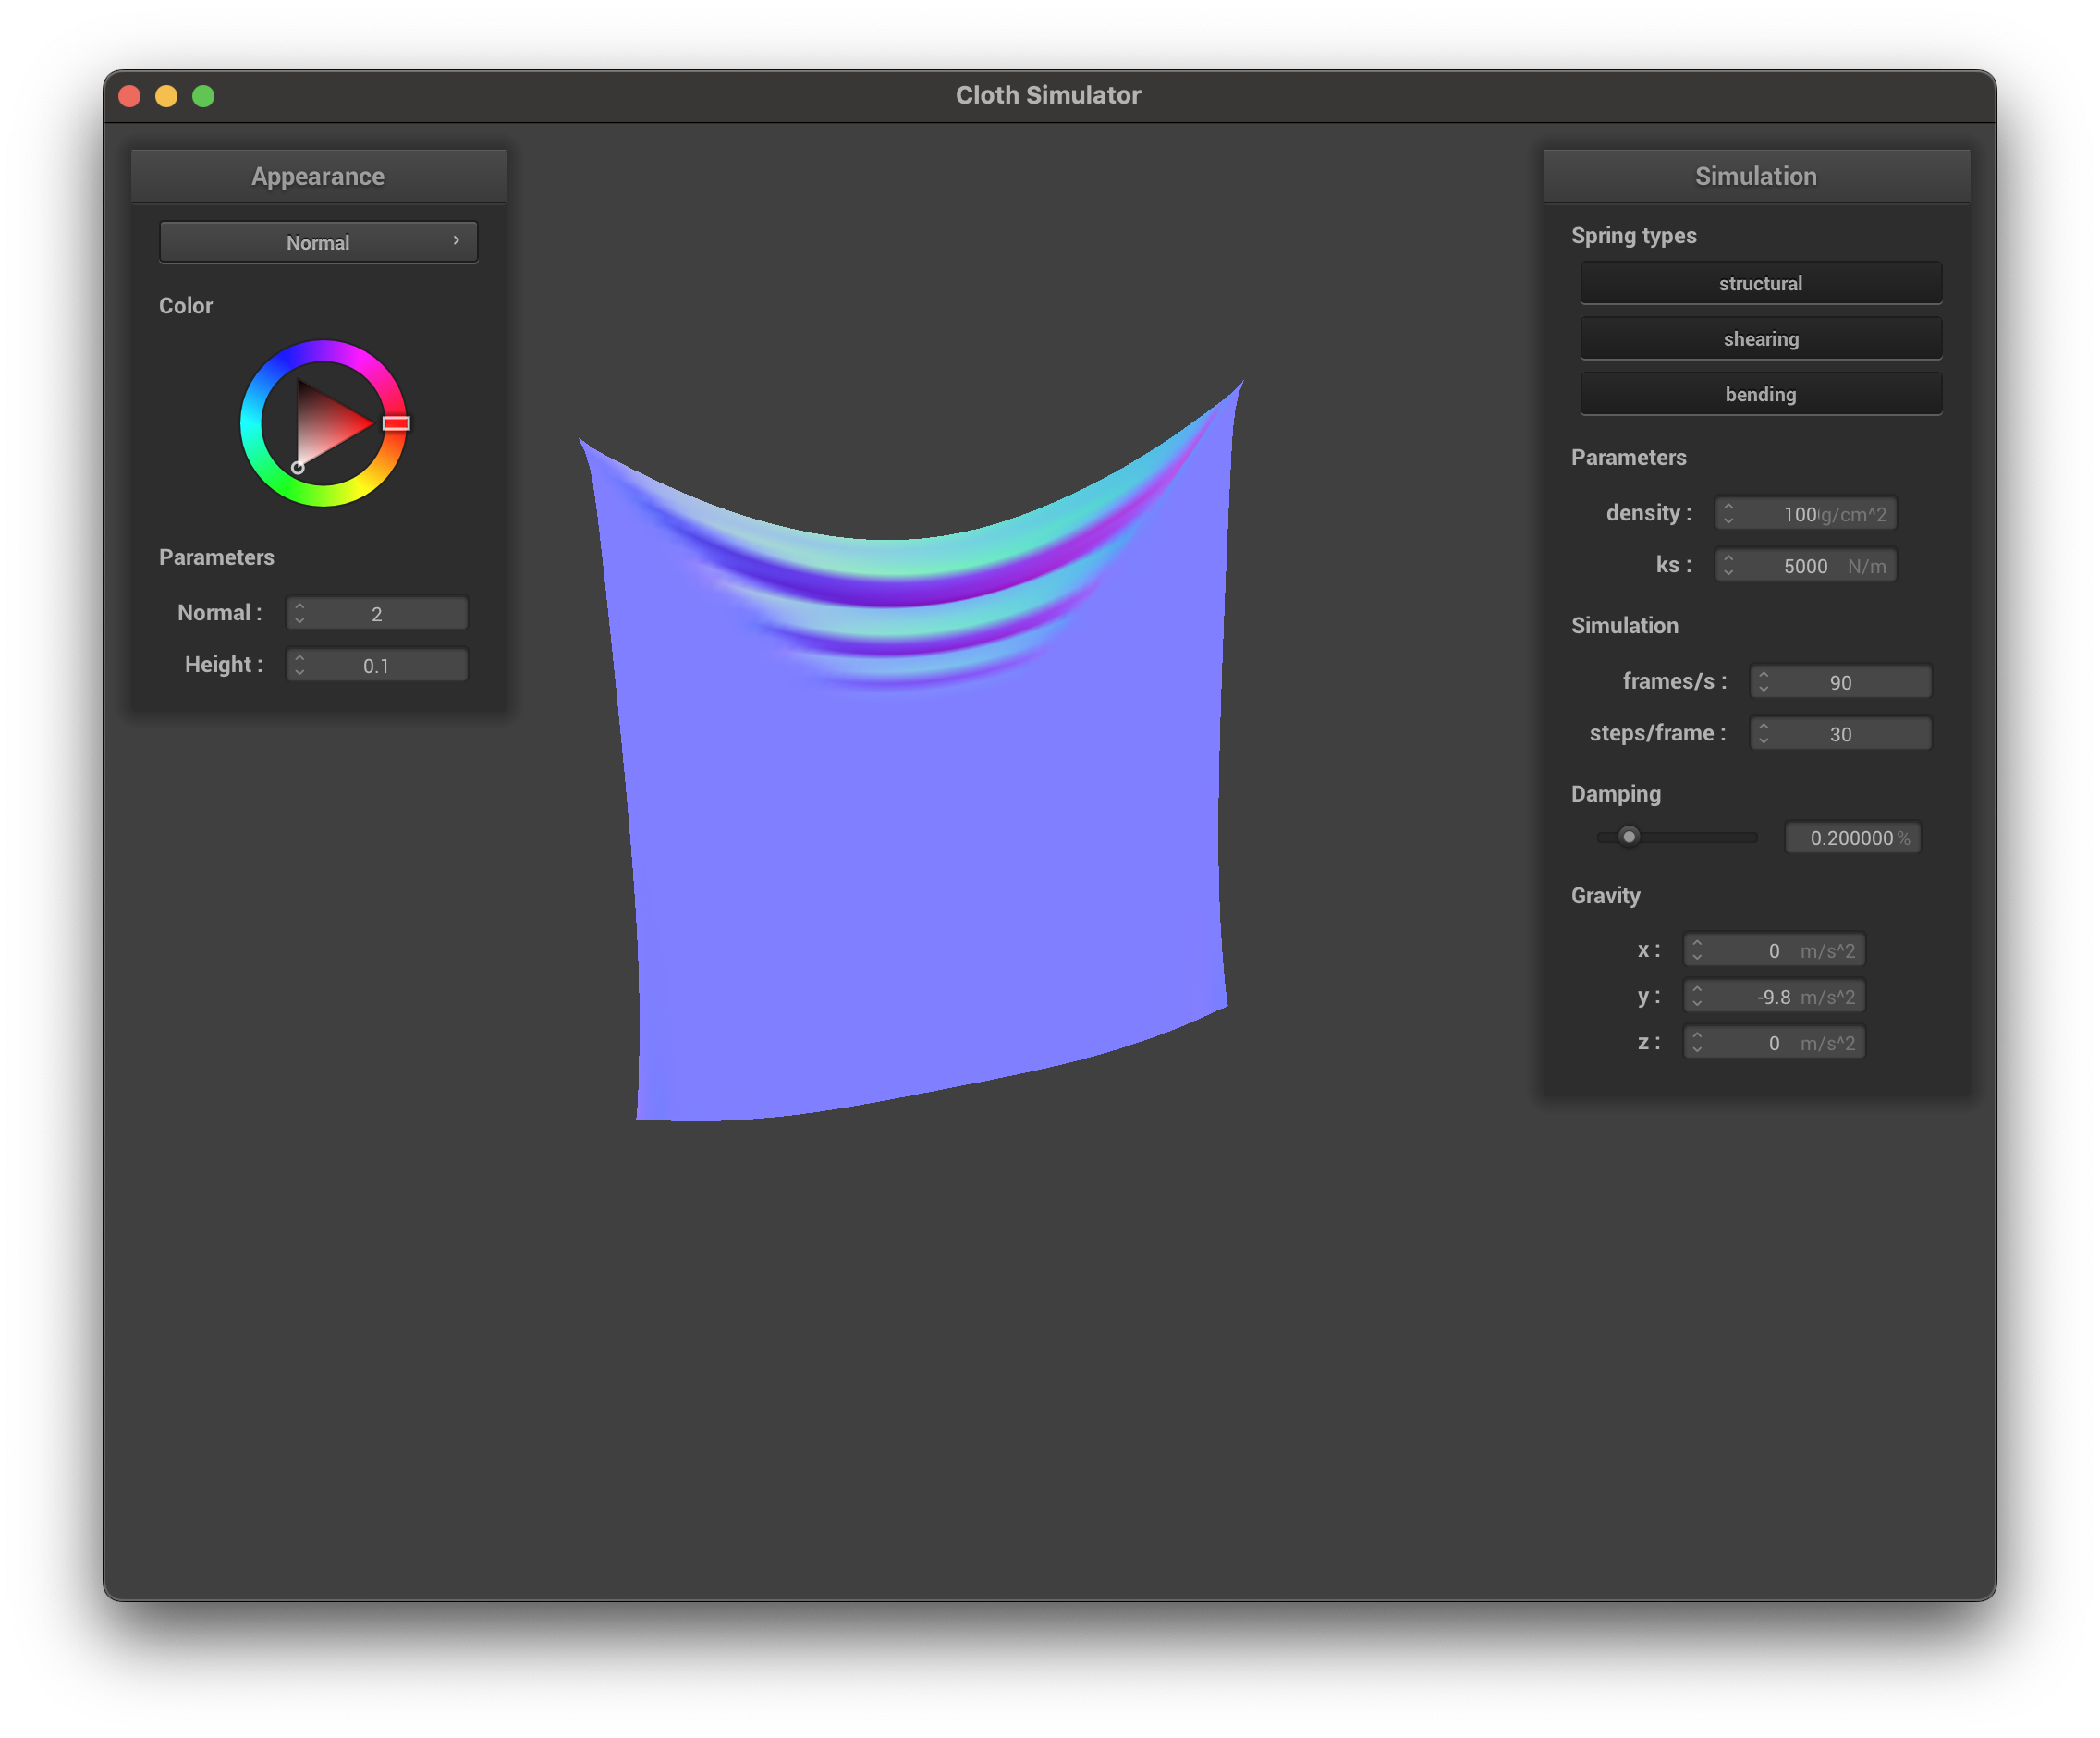 Cloth Simulator
Appearance
Normal
Color
Parameters
Normal : 2
Height : 0.1
Simulation
Spring types
structural
shearing
bending
Parameters
density : 100 g/cm^2
ks : 5000 N/m
Simulation
frames/s : 90
steps/frame : 30
Damping
0.200000 %
Gravity
x : 0 m/s^2
y : -9.8 m/s^2
z : 0 m/s^2